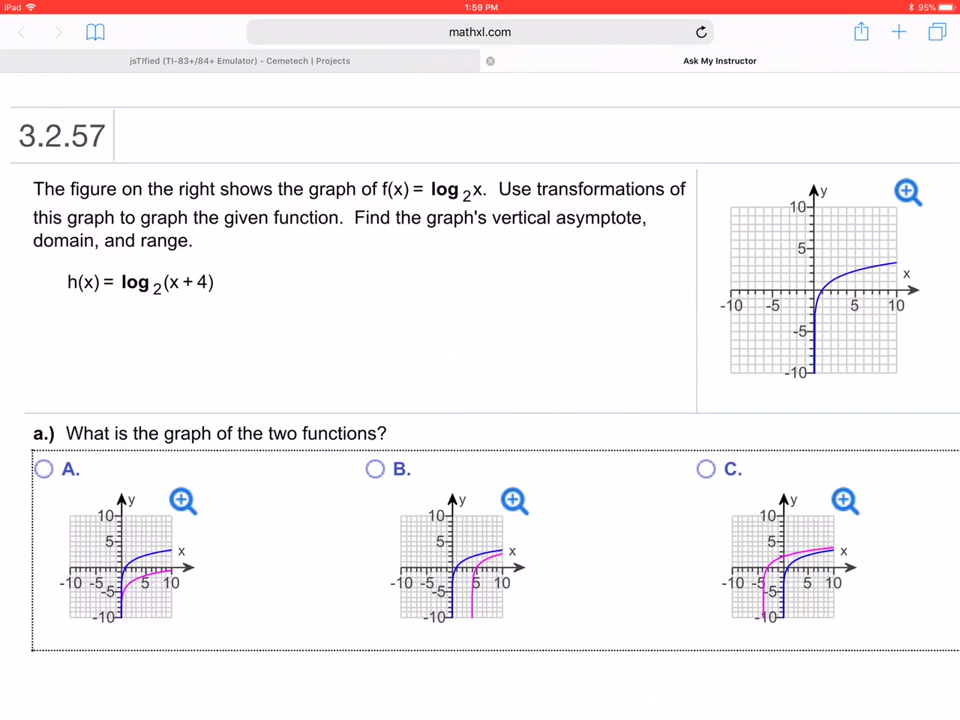 iPad 1:59 PM 95%
mathxl.com
jsTIfied (TI-83+/84+ Emulator) - Cemetech | Projects Ask My Instructor
3.2.57
The figure on the right shows the graph of f(x) = log 2 x. Use transformations of
this graph to graph the given function. Find the graph's vertical asymptote,
domain, and range.
h(x) = log 2 (x + 4)
y
10
5
x
-10 -5 5 10
-5
-10
a.) What is the graph of the two functions?
A.
y
10
5
x
-10 -5 5 10
-5
-10
B.
y
10
5
x
-10 -5 5 10
-5
-10
C.
y
10
5
x
-10 -5 5 10
-5
-10